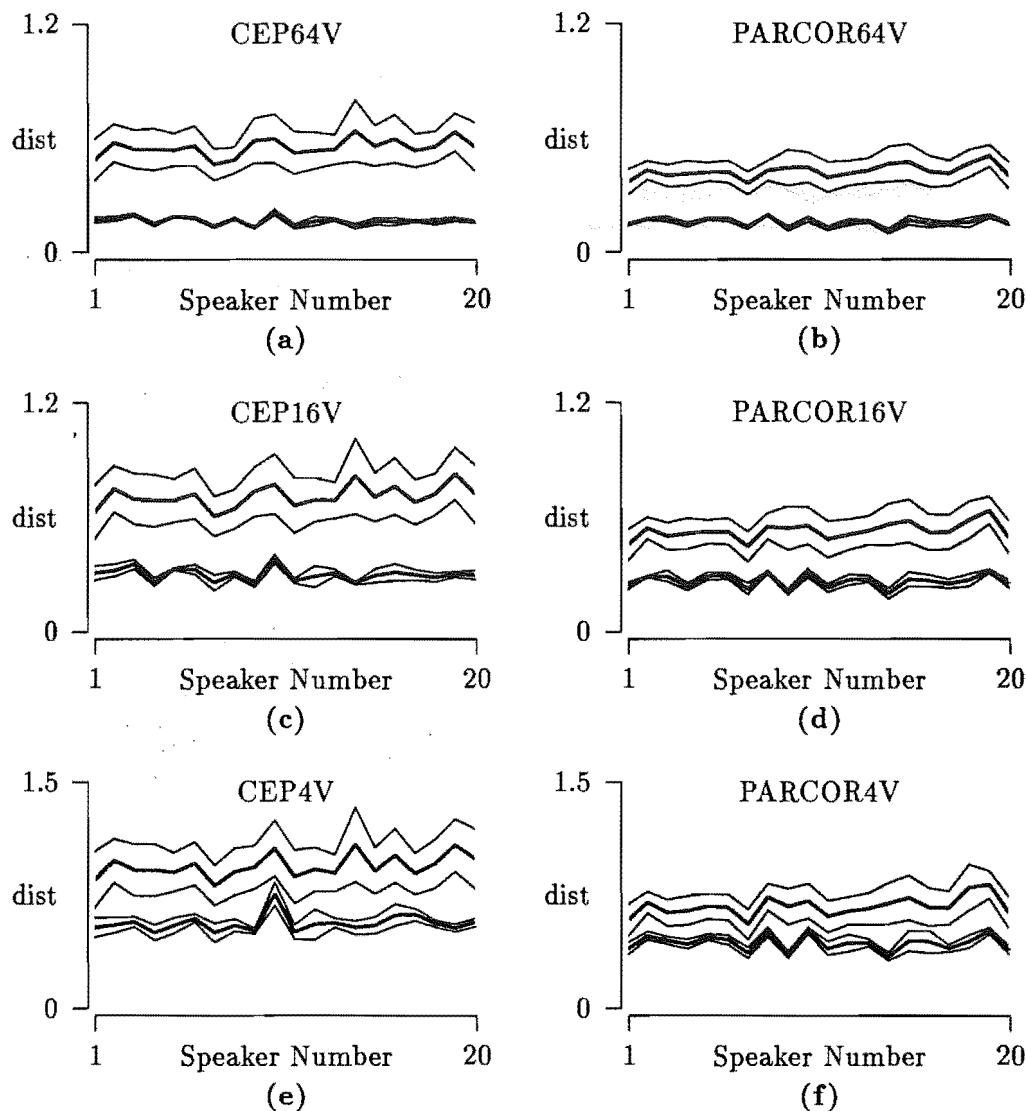 1.2
CEP64V
dist
0
1 Speaker Number 20
(a)
1.2
PARCOR64V
dist
0
1 Speaker Number 20
(b)
1.2
CEP16V
dist
0
1 Speaker Number 20
(c)
1.2
PARCOR16V
dist
0
1 Speaker Number 20
(d)
1.5
CEP4V
dist
0
1 Speaker Number 20
(e)
1.5
PARCOR4V
dist
0
1 Speaker Number 20
(f)